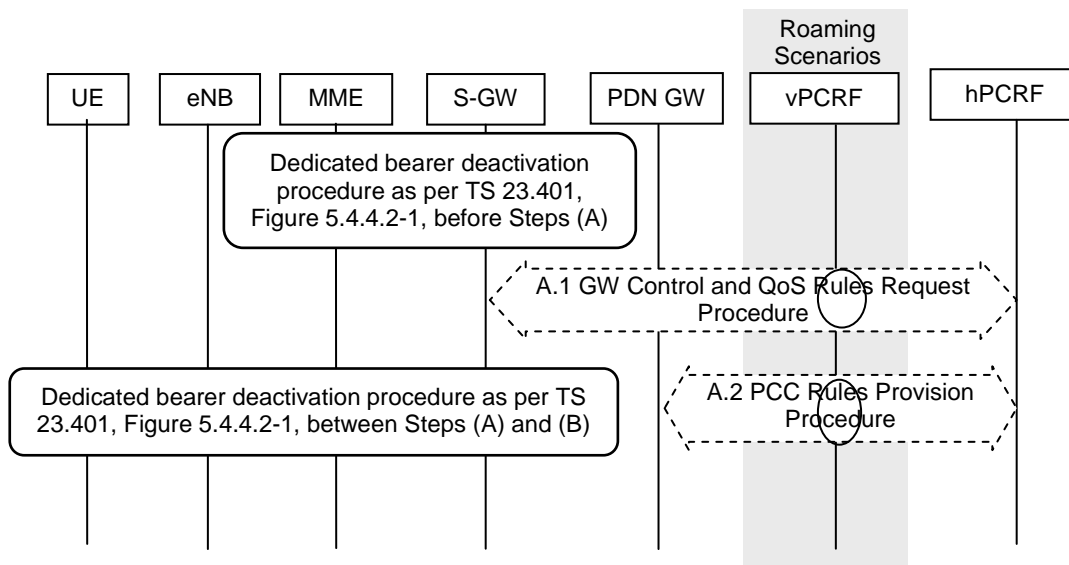 Roaming
Scenarios
UE
eNB
MME
S-GW
PDN GW
vPCRF
hPCRF
Dedicated bearer deactivation
procedure as per TS 23.401,
Figure 5.4.4.2-1, before Steps (A)
A.1 GW Control and QoS Rules Request
Procedure
Dedicated bearer deactivation procedure as per TS
23.401, Figure 5.4.4.2-1, between Steps (A) and (B)
A.2 PCC Rules Provision
Procedure